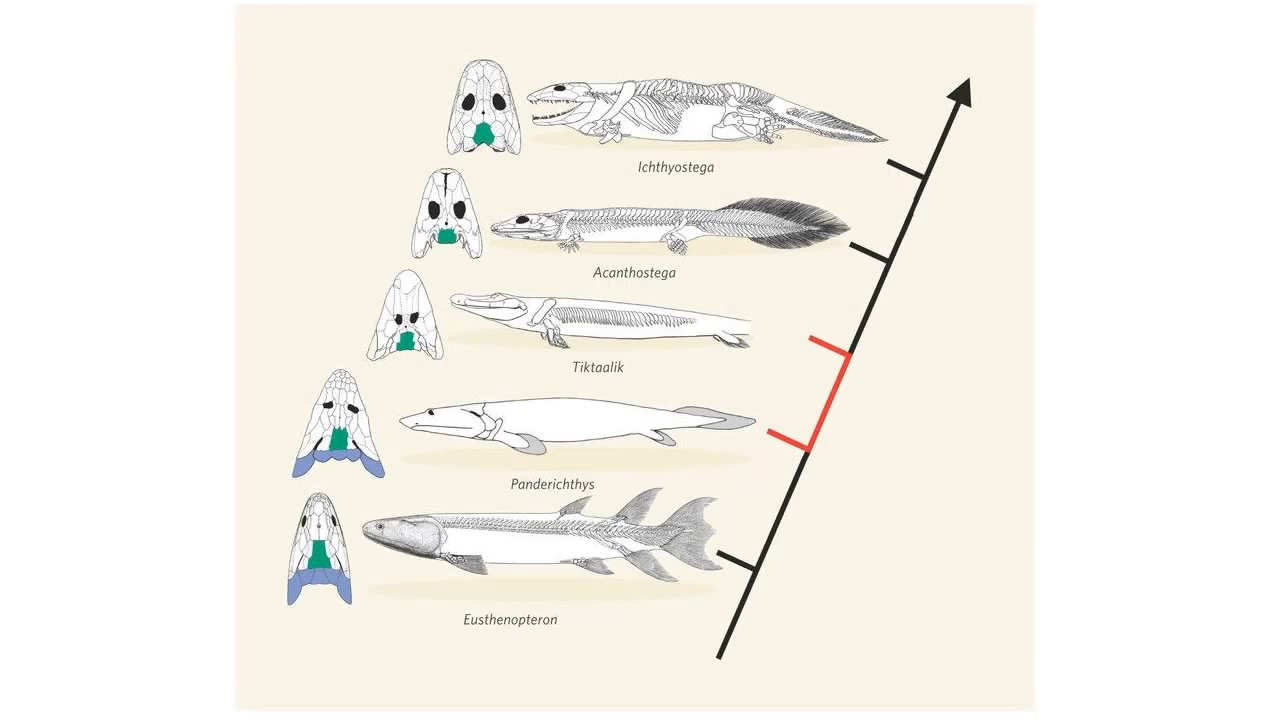 Ichthyostega
Acanthostega
Tiktaalik
Panderichthys
Eusthenopteron